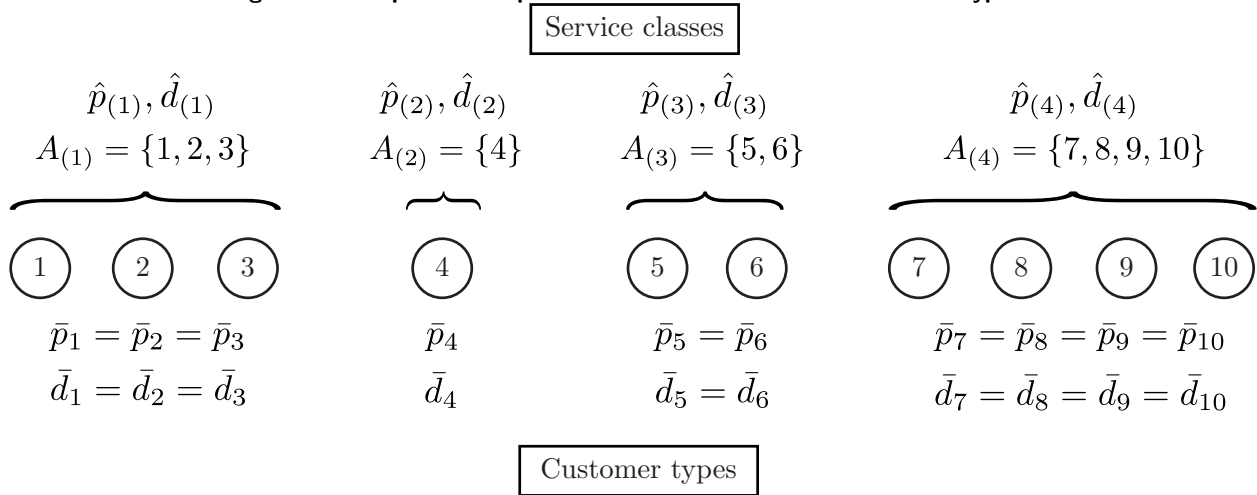 Service classes
p̂₍₁₎, d̂₍₁₎ p̂₍₂₎, d̂₍₂₎ p̂₍₃₎, d̂₍₃₎ p̂₍₄₎, d̂₍₄₎
A₍₁₎ = {1, 2, 3} A₍₂₎ = {4} A₍₃₎ = {5, 6} A₍₄₎ = {7, 8, 9, 10}
1 2 3 4 5 6 7 8 9 10
p̄₁ = p̄₂ = p̄₃ p̄₄ p̄₅ = p̄₆ p̄₇ = p̄₈ = p̄₉ = p̄₁₀
d̄₁ = d̄₂ = d̄₃ d̄₄ d̄₅ = d̄₆ d̄₇ = d̄₈ = d̄₉ = d̄₁₀
Customer types